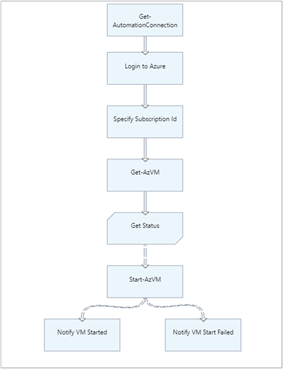 Get-
AutomationConnection
Login to Azure
Specify Subscription Id
Get-AzVM
Get Status
Start-AzVM
Notify VM Started
Notify VM Start Failed